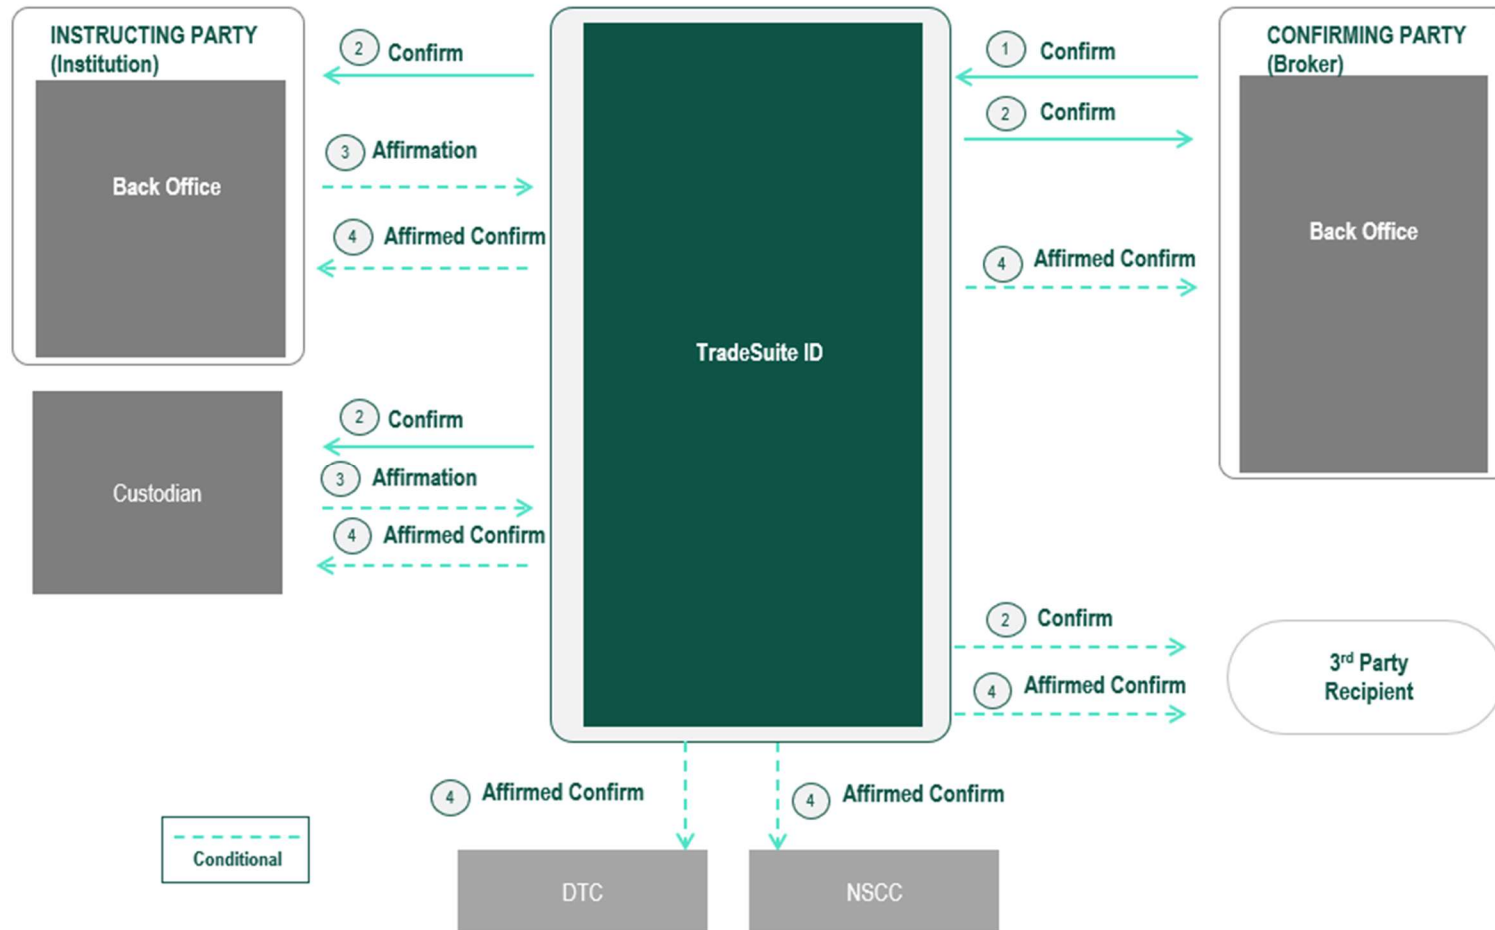 INSTRUCTING PARTY
(Institution)
Back Office
2 Confirm
3 Affirmation
4 Affirmed Confirm
Custodian
2 Confirm
3 Affirmation
4 Affirmed Confirm
TradeSuite ID
1 Confirm
2 Confirm
4 Affirmed Confirm
CONFIRMING PARTY
(Broker)
Back Office
2 Confirm
4 Affirmed Confirm
3rd Party
Recipient
4 Affirmed Confirm
4 Affirmed Confirm
Conditional
DTC
NSCC